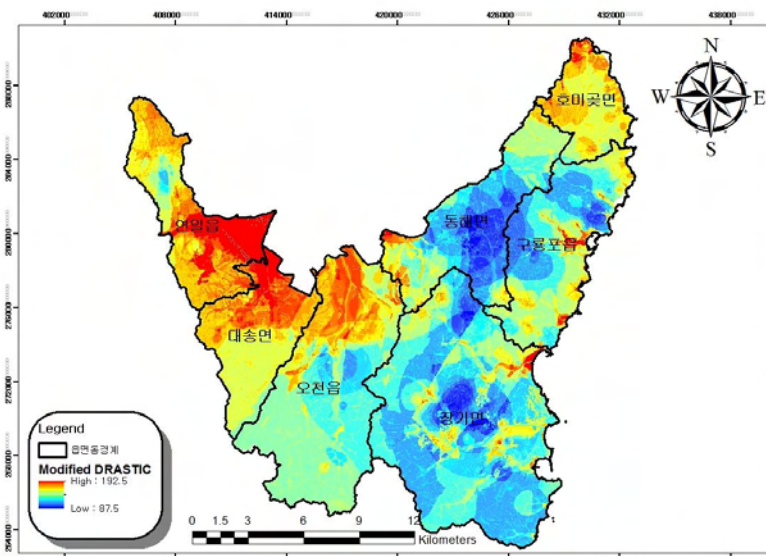 402000 408000 414000 420000 426000 432000 438000
N
W E
S
호미곶면
동해면
연일읍
구룡포읍
대송면
오천읍
장기면
Legend
읍면동경계
Modified DRASTIC
High : 192.5
Low : 87.5
0 1.5 3 6 9 12
Kilometers